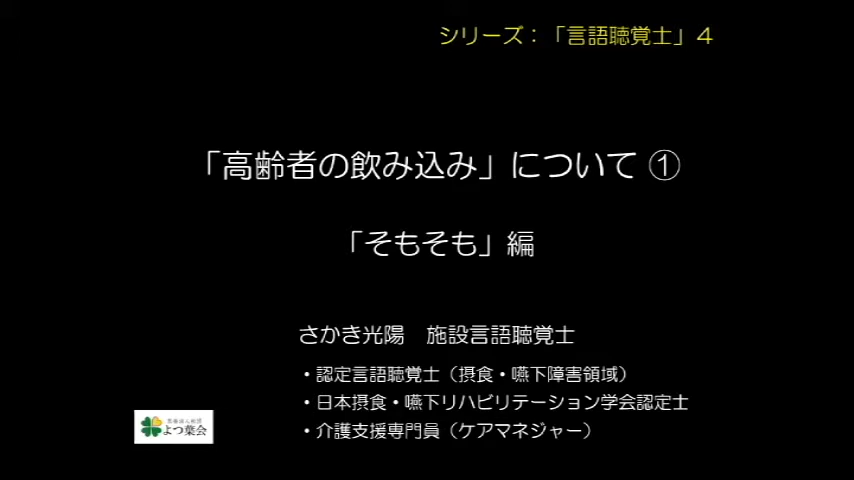 シリーズ：「言語聴覚士」４
「高齢者の飲み込み」について ①
「そもそも」編
さかき光陽　施設言語聴覚士
・認定言語聴覚士（摂食・嚥下障害領域）
・日本摂食・嚥下リハビリテーション学会認定士
・介護支援専門員（ケアマネジャー）
よつ葉会